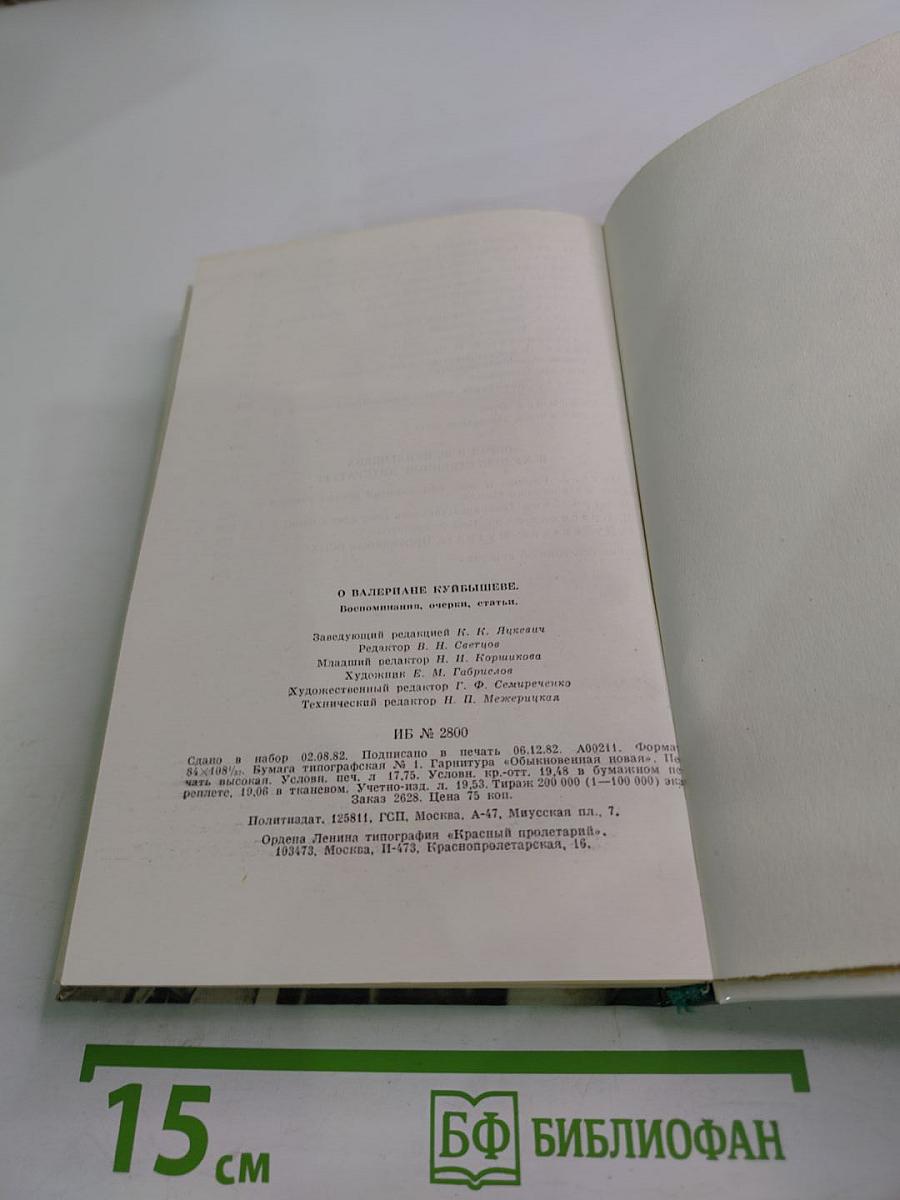 О ВАЛЕРИАНЕ КУЙБЫШЕВЕ.
Воспоминания, очерки, статьи.
Заведующий редакцией К. К. Яцкевич
Редактор В. Н. Светцов
Младший редактор Н. И. Коршикова
Художник Е. М. Габрислов
Художественный редактор Г. Ф. Семиреченко
Технический редактор Н. П. Межерицкая
ИБ № 2800
Сдано в набор 02.08.82. Подписано в печать 06.12.82. А00211. Форма
84×108¹/₃₂. Бумага типографская № 1. Гарнитура «Обыкновенная новая». Пе
чать высокая. Условн. печ. л 17,75. Условн. кр.-отт. 19,48 в бумажном пе
реплете, 19,06 в тканевом. Учетно-изд. л. 19,53. Тираж 200 000 (1—100 000) экз
Заказ 2628. Цена 75 коп.
Политиздат. 125811, ГСП, Москва, А-47, Миусская пл., 7.
Ордена Ленина типография «Красный пролетарий».
103473, Москва, И-473, Краснопролетарская, 16.
15 см
БФ БИБЛИОФАН